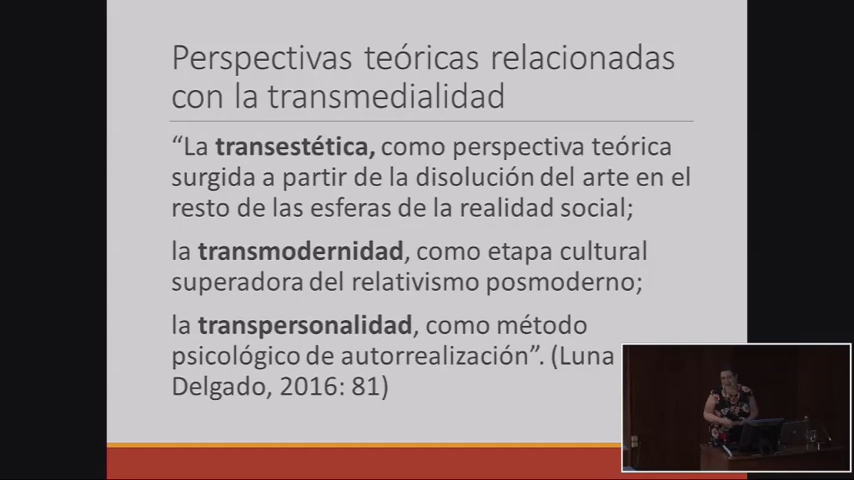 Perspectivas teóricas relacionadas
con la transmedialidad
“La transestética, como perspectiva teórica
surgida a partir de la disolución del arte en el
resto de las esferas de la realidad social;
la transmodernidad, como etapa cultural
superadora del relativismo posmoderno;
la transpersonalidad, como método
psicológico de autorrealización”. (Luna
Delgado, 2016: 81)